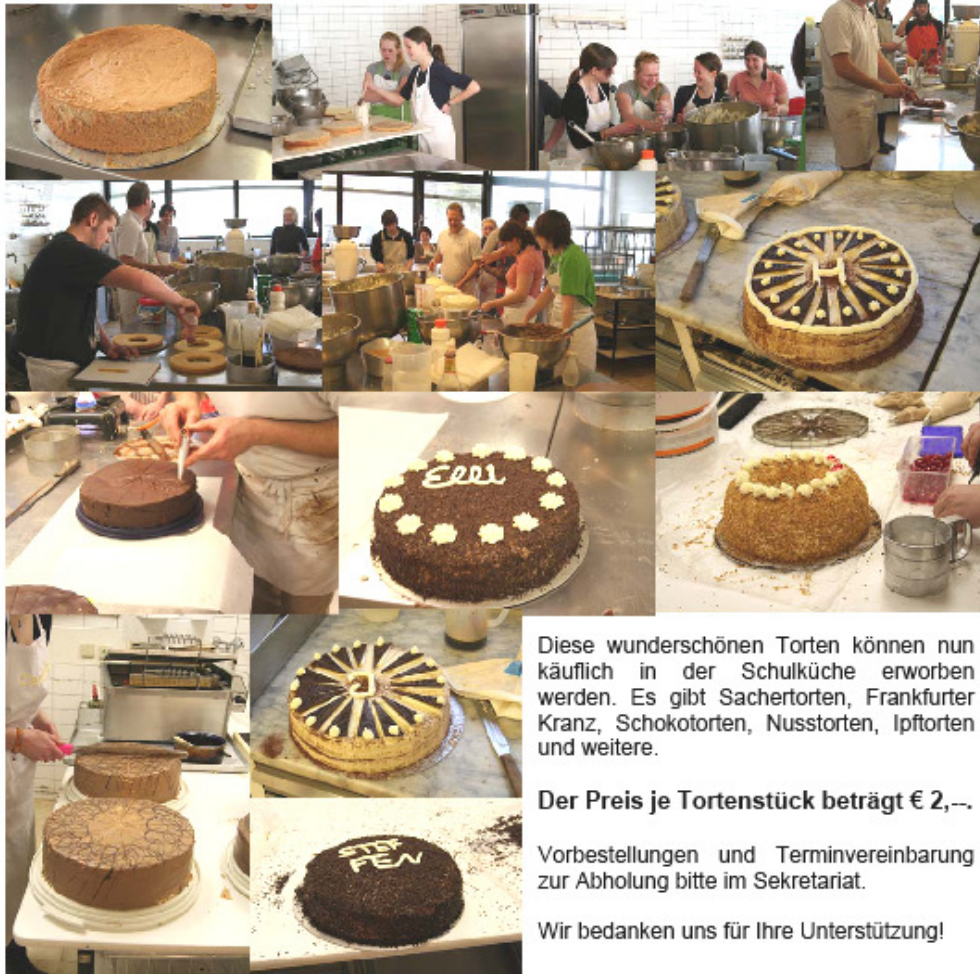 H
Elli
STEF
FEN
Diese wunderschönen Torten können nun
käuflich in der Schulküche erworben
werden. Es gibt Sachertorten, Frankfurter
Kranz, Schokotorten, Nusstorten, Ipftorten
und weitere.
Der Preis je Tortenstück beträgt € 2,--.
Vorbestellungen und Terminvereinbarung
zur Abholung bitte im Sekretariat.
Wir bedanken uns für Ihre Unterstützung!